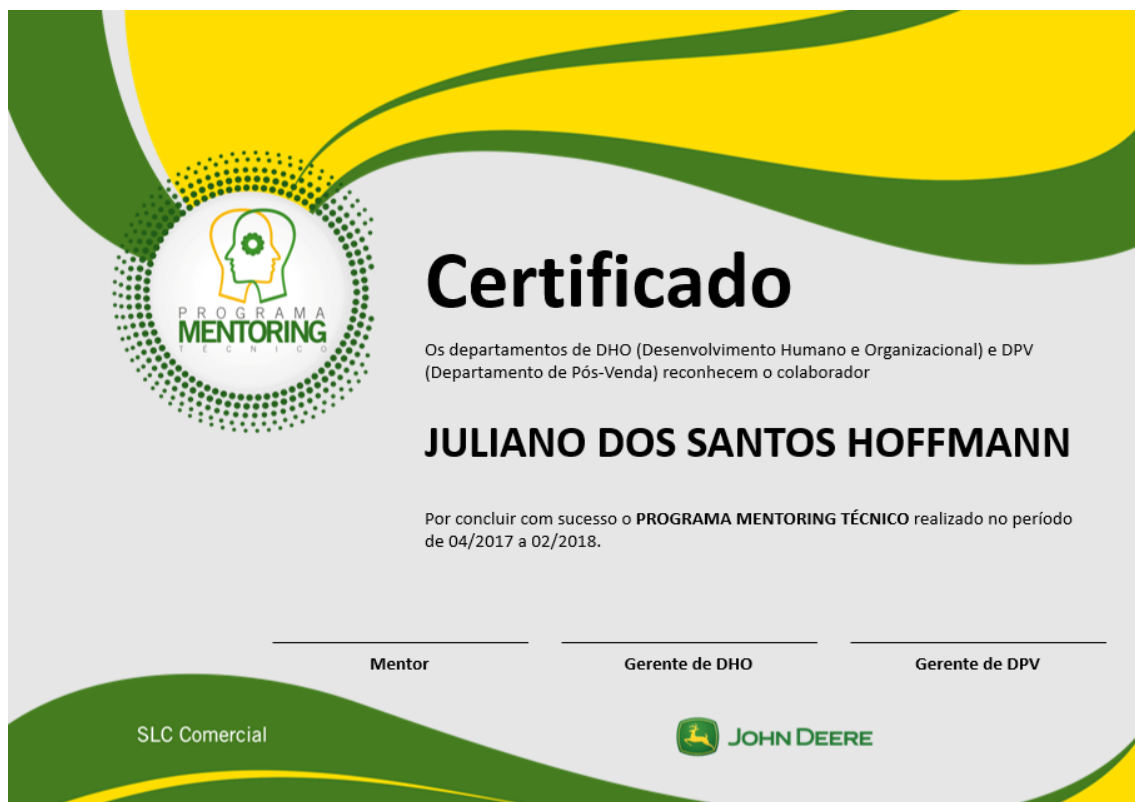 PROGRAMA
MENTORING
TÉCNICO
Certificado
Os departamentos de DHO (Desenvolvimento Humano e Organizacional) e DPV
(Departamento de Pós-Venda) reconhecem o colaborador
JULIANO DOS SANTOS HOFFMANN
Por concluir com sucesso o PROGRAMA MENTORING TÉCNICO realizado no período
de 04/2017 a 02/2018.
Mentor
Gerente de DHO
Gerente de DPV
SLC Comercial
JOHN DEERE